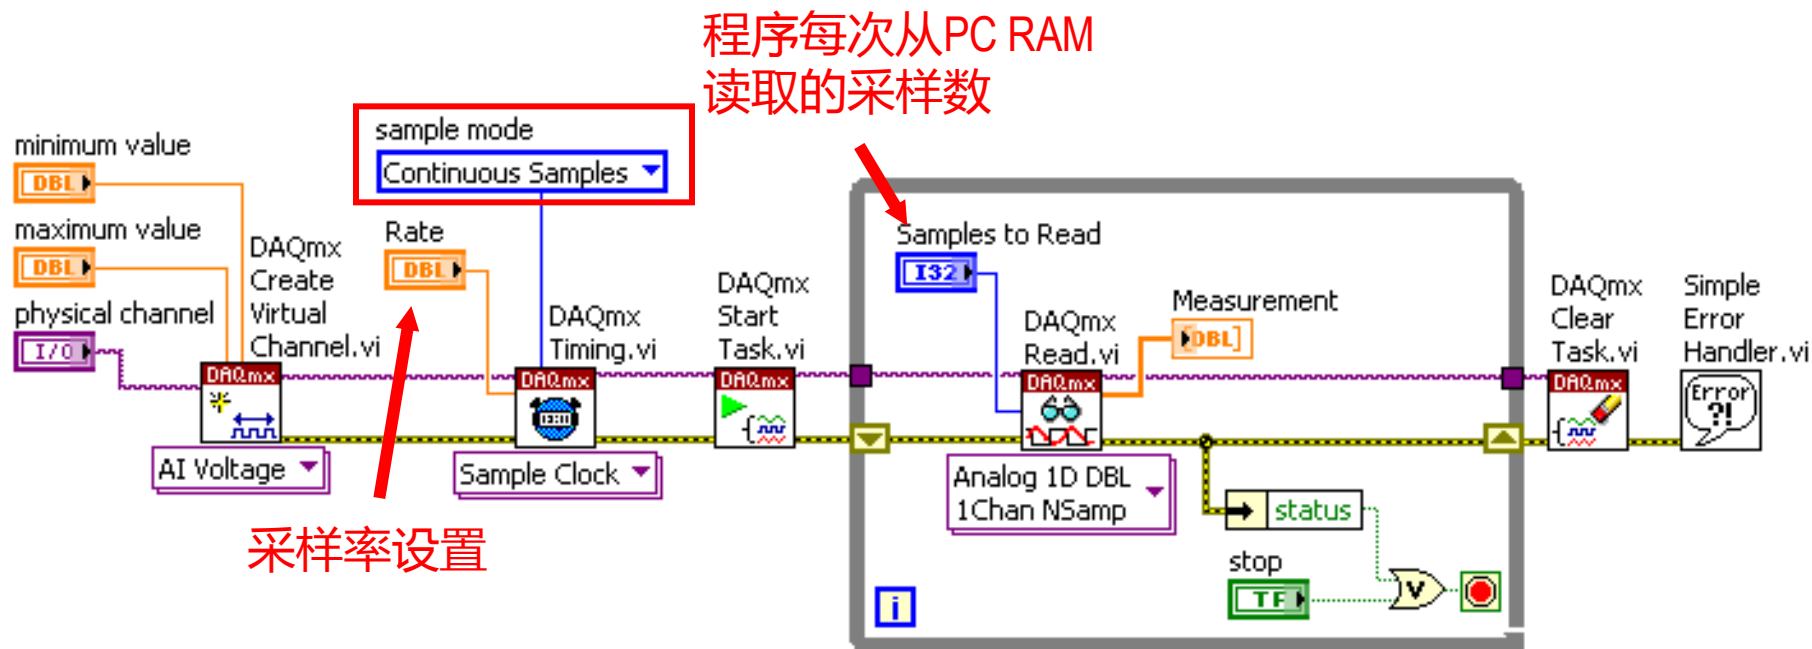 程序每次从PC RAM
读取的采样数
sample mode
Continuous Samples
minimum value
DBL
maximum value
DBL
physical channel
I/O
DAQmx
Create
Virtual
Channel.vi
DAQmx
AI Voltage
Rate
DBL
采样率设置
DAQmx
Timing.vi
DAQmx
Sample Clock
DAQmx
Start
Task.vi
DAQmx
Samples to Read
I32
DAQmx
Read.vi
DAQmx
Analog 1D DBL
1Chan NSamp
Measurement
[DBL]
status
stop
TF
V
i
DAQmx
Clear
Task.vi
DAQmx
Simple
Error
Handler.vi
Error
?!